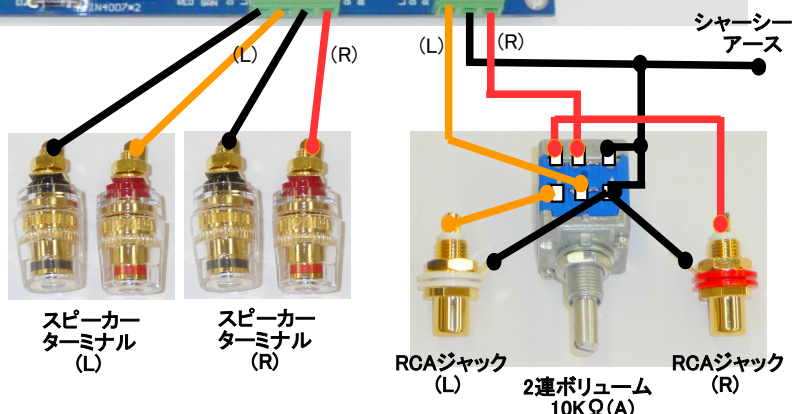 1N4007*2
RED GRN
(L)
(R)
(L)
(R)
シャーシー
アース
スピーカー
ターミナル
(L)
スピーカー
ターミナル
(R)
RCAジャック
(L)
2連ボリューム
10KΩ(A)
RCAジャック
(R)